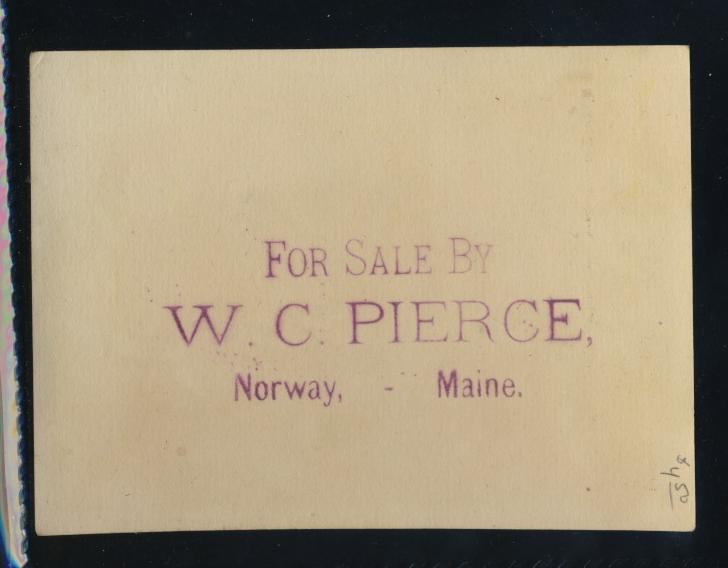 FOR SALE BY
W. C. PIERCE,
Norway, - Maine.